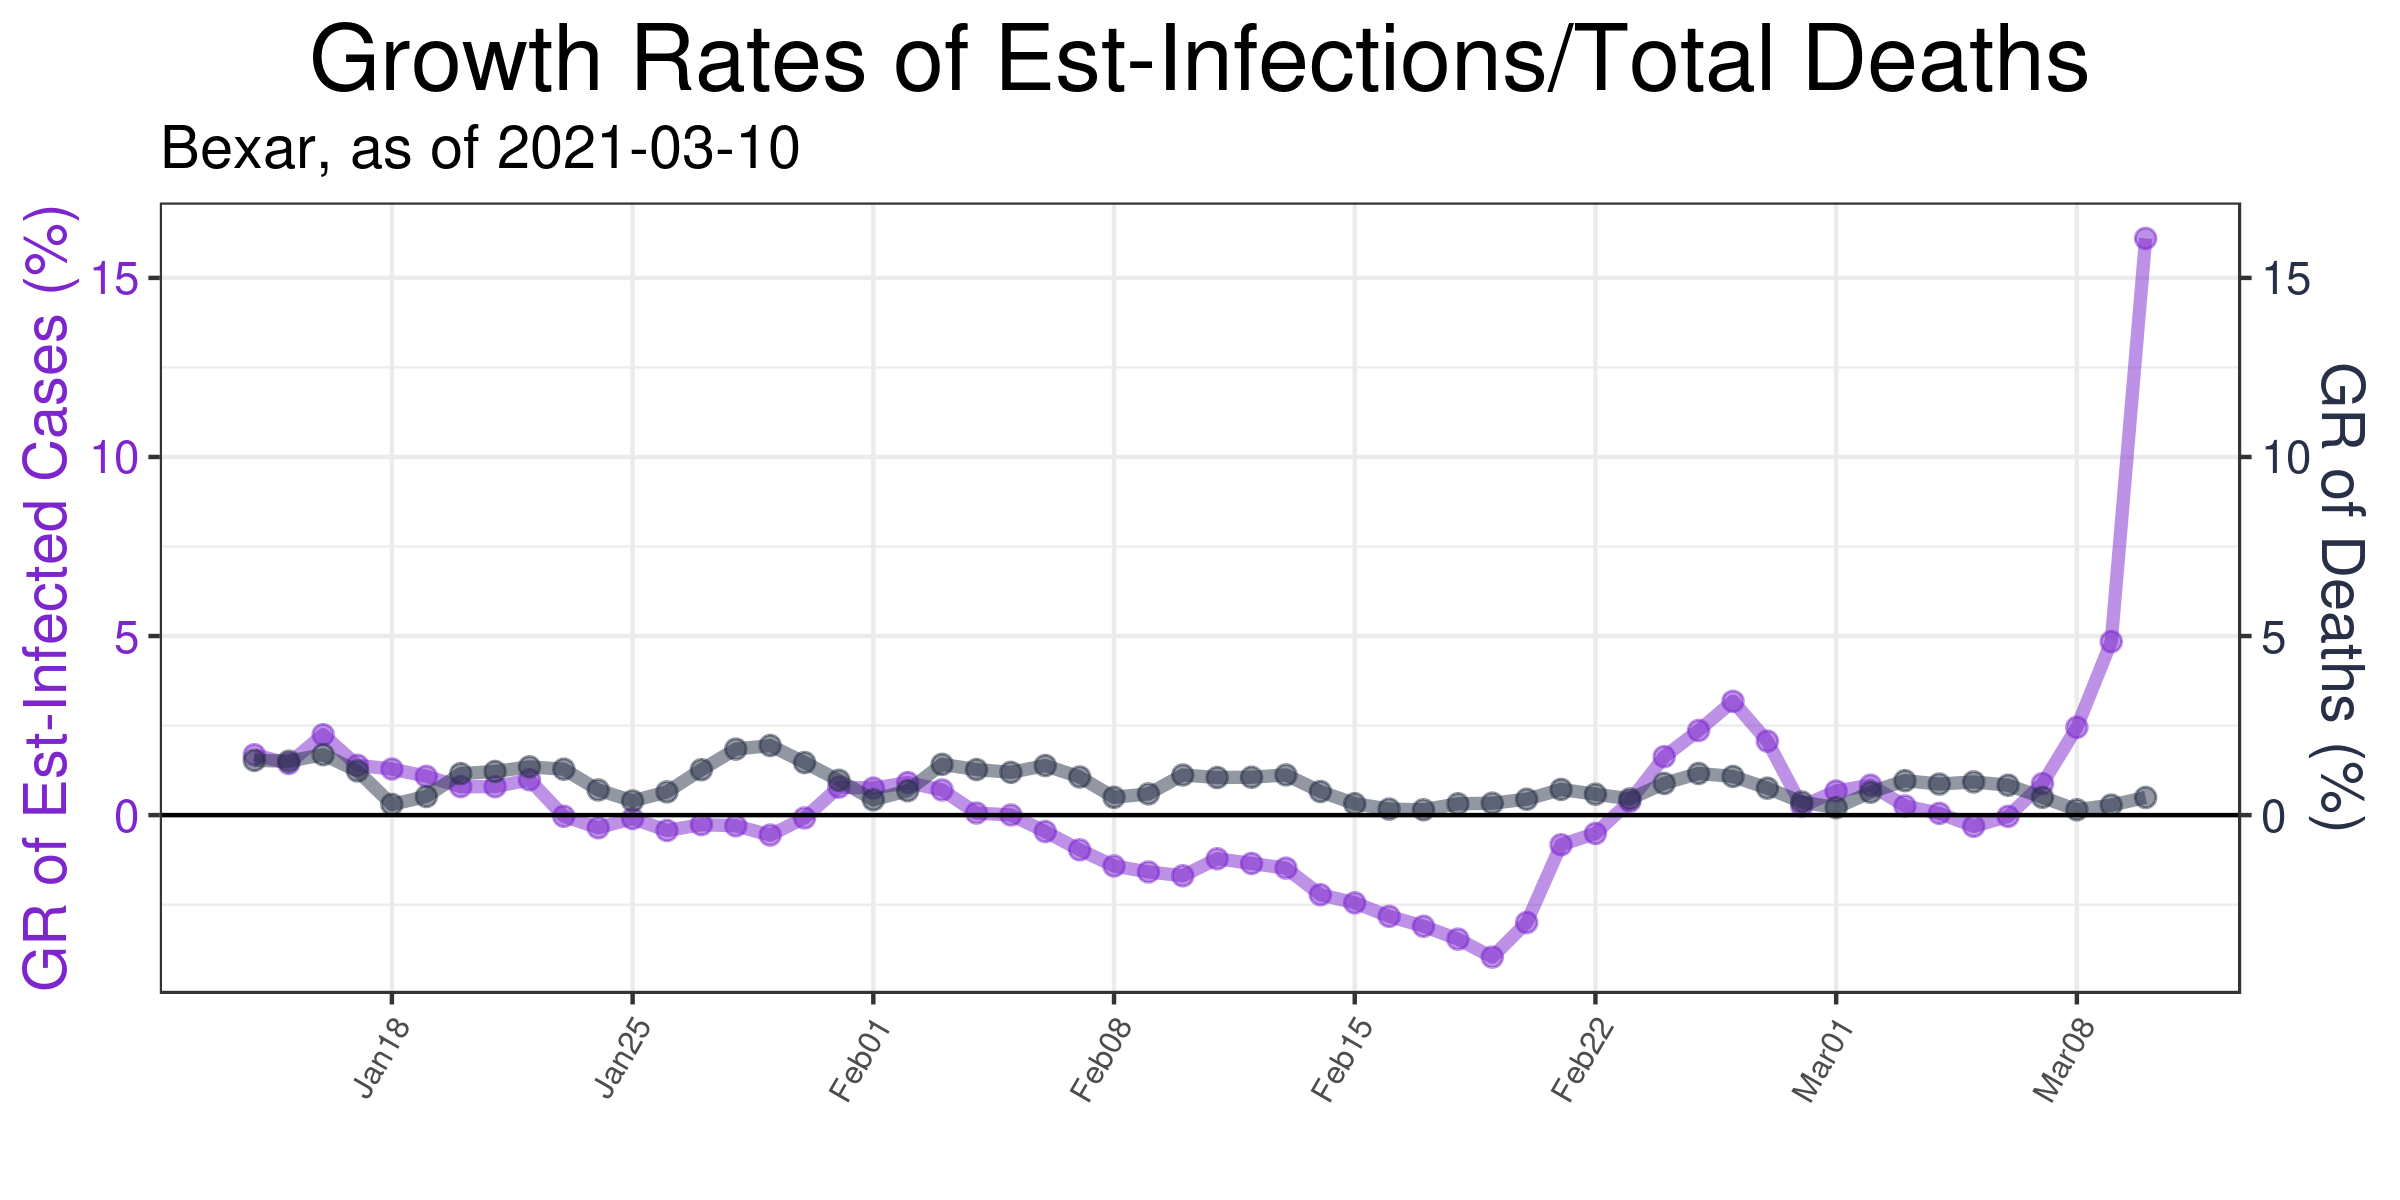 Growth Rates of Est-Infections/Total Deaths
Bexar, as of 2021-03-10
GR of Est-Infected Cases (%)
15
10
5
0
15
10
5
0
GR of Deaths (%)
Jan18
Jan25
Feb01
Feb08
Feb15
Feb22
Mar01
Mar08